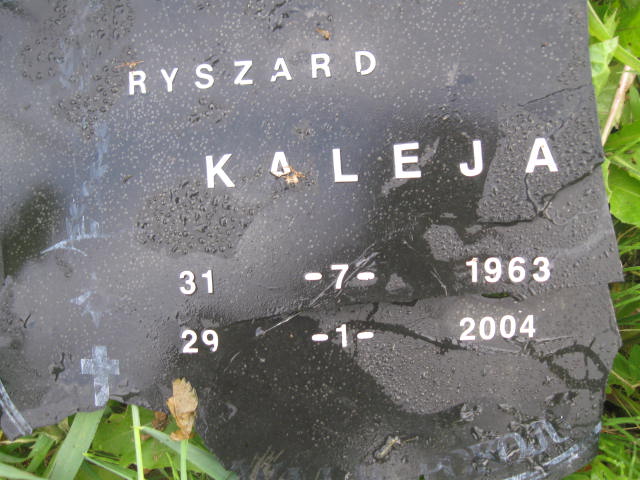 RYSZARD
KALEJA
31 -7- 1963
29 -1- 2004